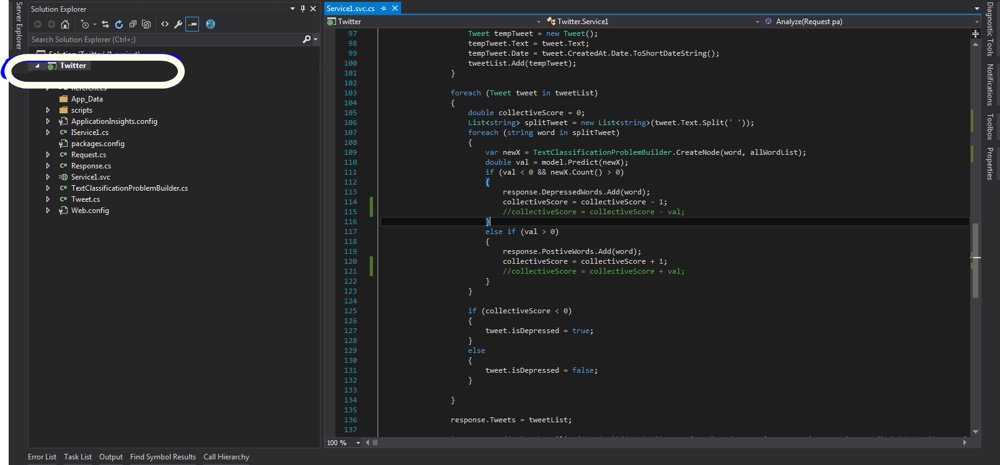 Server Explorer
Solution Explorer
Search Solution Explorer (Ctrl+;)
Solution 'Twitter' (1 project)
Twitter
References
App_Data
scripts
ApplicationInsights.config
IService1.cs
packages.config
Request.cs
Response.cs
Service1.svc
TextClassificationProblemBuilder.cs
Tweet.cs
Web.config
Service1.svc.cs
Twitter
Twitter.Service1
Analyze(Request pa)
97 Tweet tempTweet = new Tweet();
98 tempTweet.Text = tweet.Text;
99 tempTweet.Date = tweet.CreatedAt.Date.ToShortDateString();
100 tweetList.Add(tempTweet);
101 }
102
103 foreach (Tweet tweet in tweetList)
104 {
105 double collectiveScore = 0;
106 List<string> splitTweet = new List<string>(tweet.Text.Split(' '));
107 foreach (string word in splitTweet)
108 {
109 var newX = TextClassificationProblemBuilder.CreateNode(word, allWordList);
110 double val = model.Predict(newX);
111 if (val < 0 && newX.Count() > 0)
112 {
113 response.DepressedWords.Add(word);
114 collectiveScore = collectiveScore - 1;
115 //collectiveScore = collectiveScore - val;
116 }
117 else if (val > 0)
118 {
119 response.PostiveWords.Add(word);
120 collectiveScore = collectiveScore + 1;
121 //collectiveScore = collectiveScore + val;
122 }
123 }
124
125 if (collectiveScore < 0)
126 {
127 tweet.isDepressed = true;
128 }
129 else
130 {
131 tweet.isDepressed = false;
132 }
133
134 }
135
136 response.Tweets = tweetList;
137
100 %
Diagnostic Tools
Notifications
Toolbox
Properties
Error List
Task List
Output
Find Symbol Results
Call Hierarchy